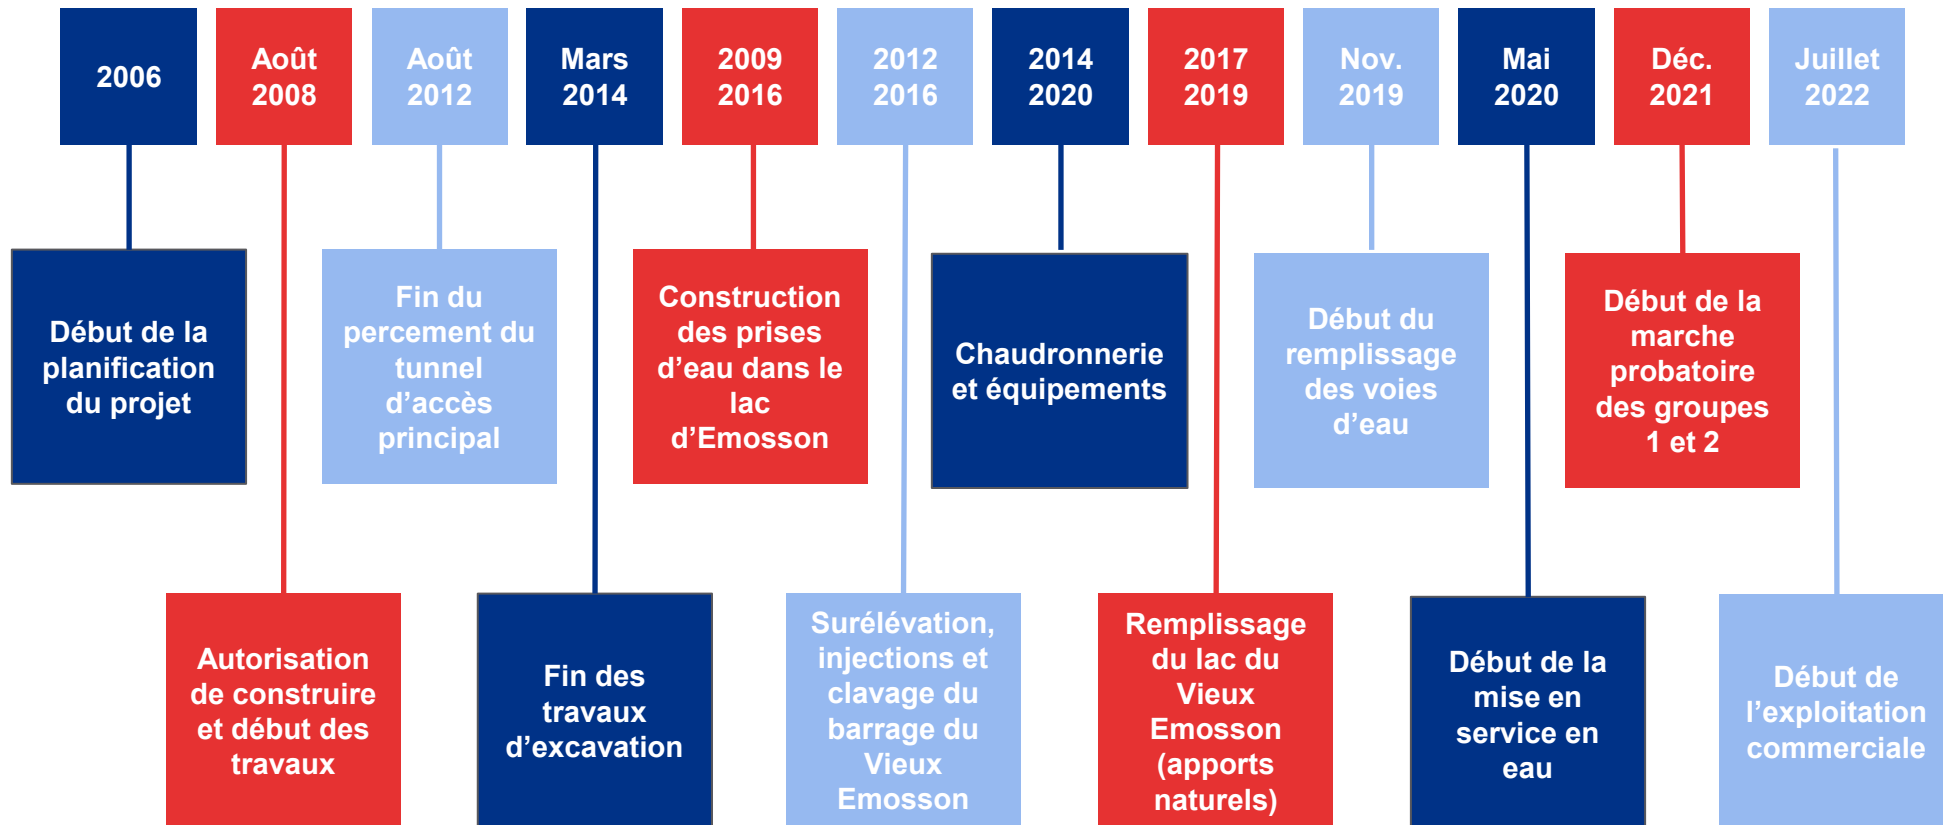 2006
Août
2008
Août
2012
Mars
2014
2009
2016
2012
2016
2014
2020
2017
2019
Nov.
2019
Mai
2020
Déc.
2021
Juillet
2022
Début de la
planification
du projet
Fin du
percement du
tunnel
d’accès
principal
Construction
des prises
d’eau dans le
lac
d’Emosson
Chaudronnerie
et équipements
Début du
remplissage
des voies
d’eau
Début de la
marche
probatoire
des groupes
1 et 2
Autorisation
de construire
et début des
travaux
Fin des
travaux
d’excavation
Surélévation,
injections et
clavage du
barrage du
Vieux
Emosson
Remplissage
du lac du
Vieux
Emosson
(apports
naturels)
Début de la
mise en
service en
eau
Début de
l’exploitation
commerciale